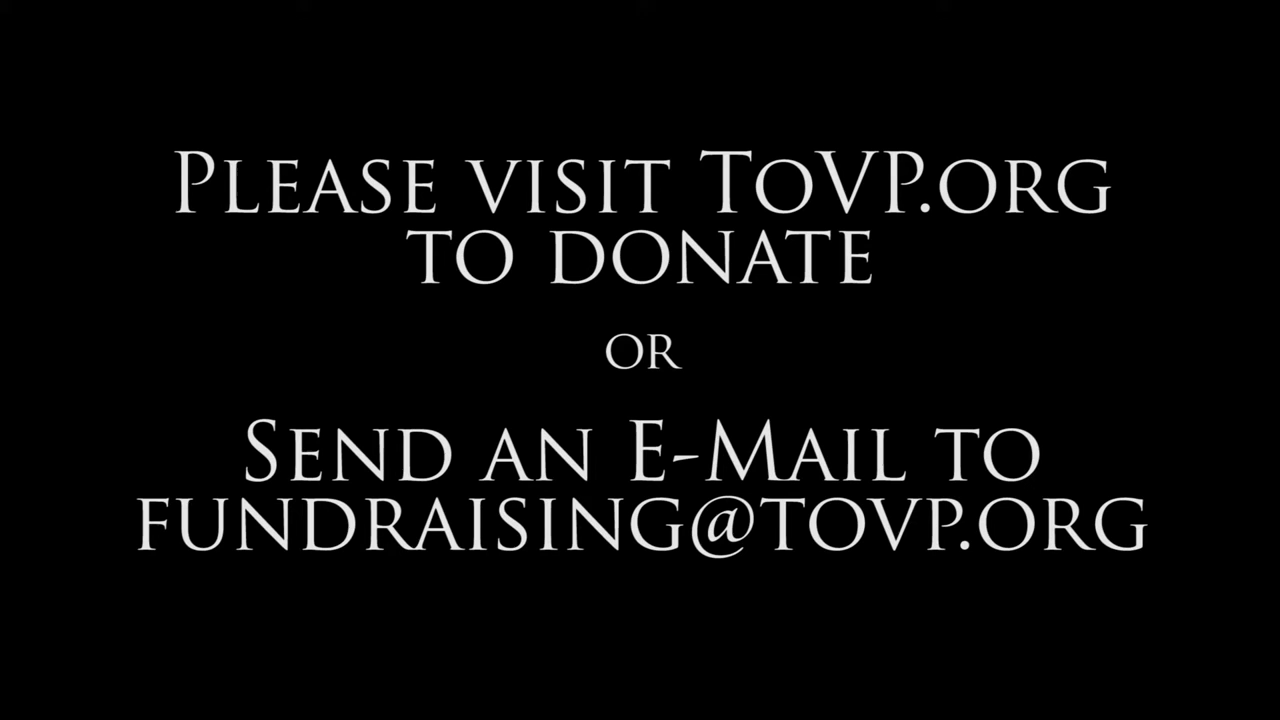 Please visit ToVP.org
to donate
or
Send an E-Mail to
fundraising@tovp.org